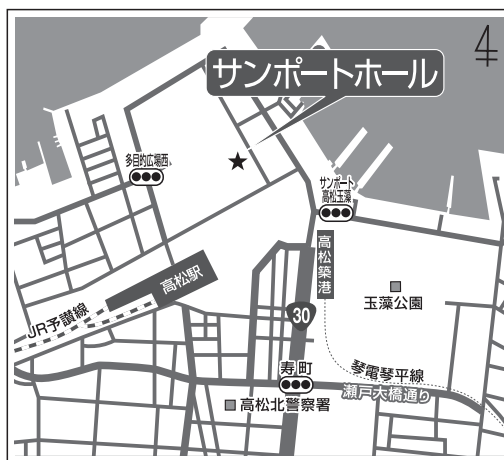 サンポートホール
多目的広場西
サンポート
高松玉藻
高松築港
高松駅
玉藻公園
JR予讃線
30
寿町
琴電琴平線
瀬戸大橋通り
高松北警察署